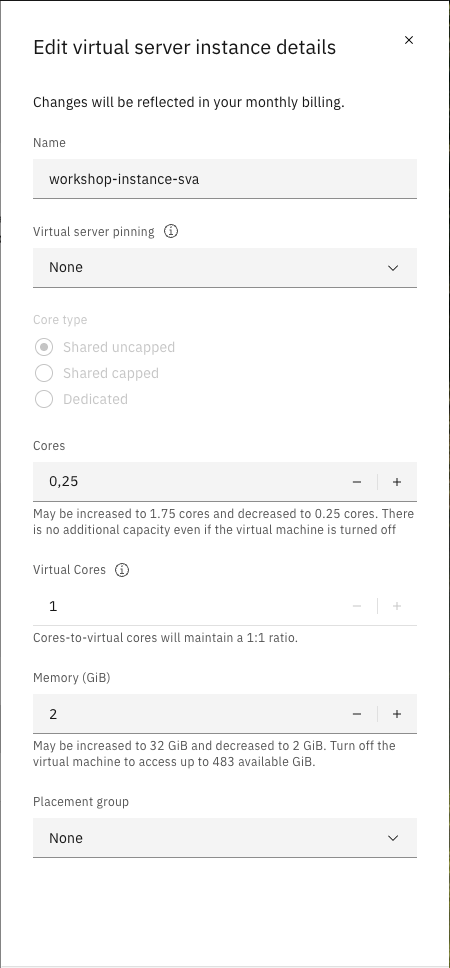 Edit virtual server instance details
Changes will be reflected in your monthly billing.
Name
workshop-instance-sva
Virtual server pinning
None
Core type
Shared uncapped
Shared capped
Dedicated
Cores
0,25
May be increased to 1.75 cores and decreased to 0.25 cores. There
is no additional capacity even if the virtual machine is turned off
Virtual Cores
1
Cores-to-virtual cores will maintain a 1:1 ratio.
Memory (GiB)
2
May be increased to 32 GiB and decreased to 2 GiB. Turn off the
virtual machine to access up to 483 available GiB.
Placement group
None